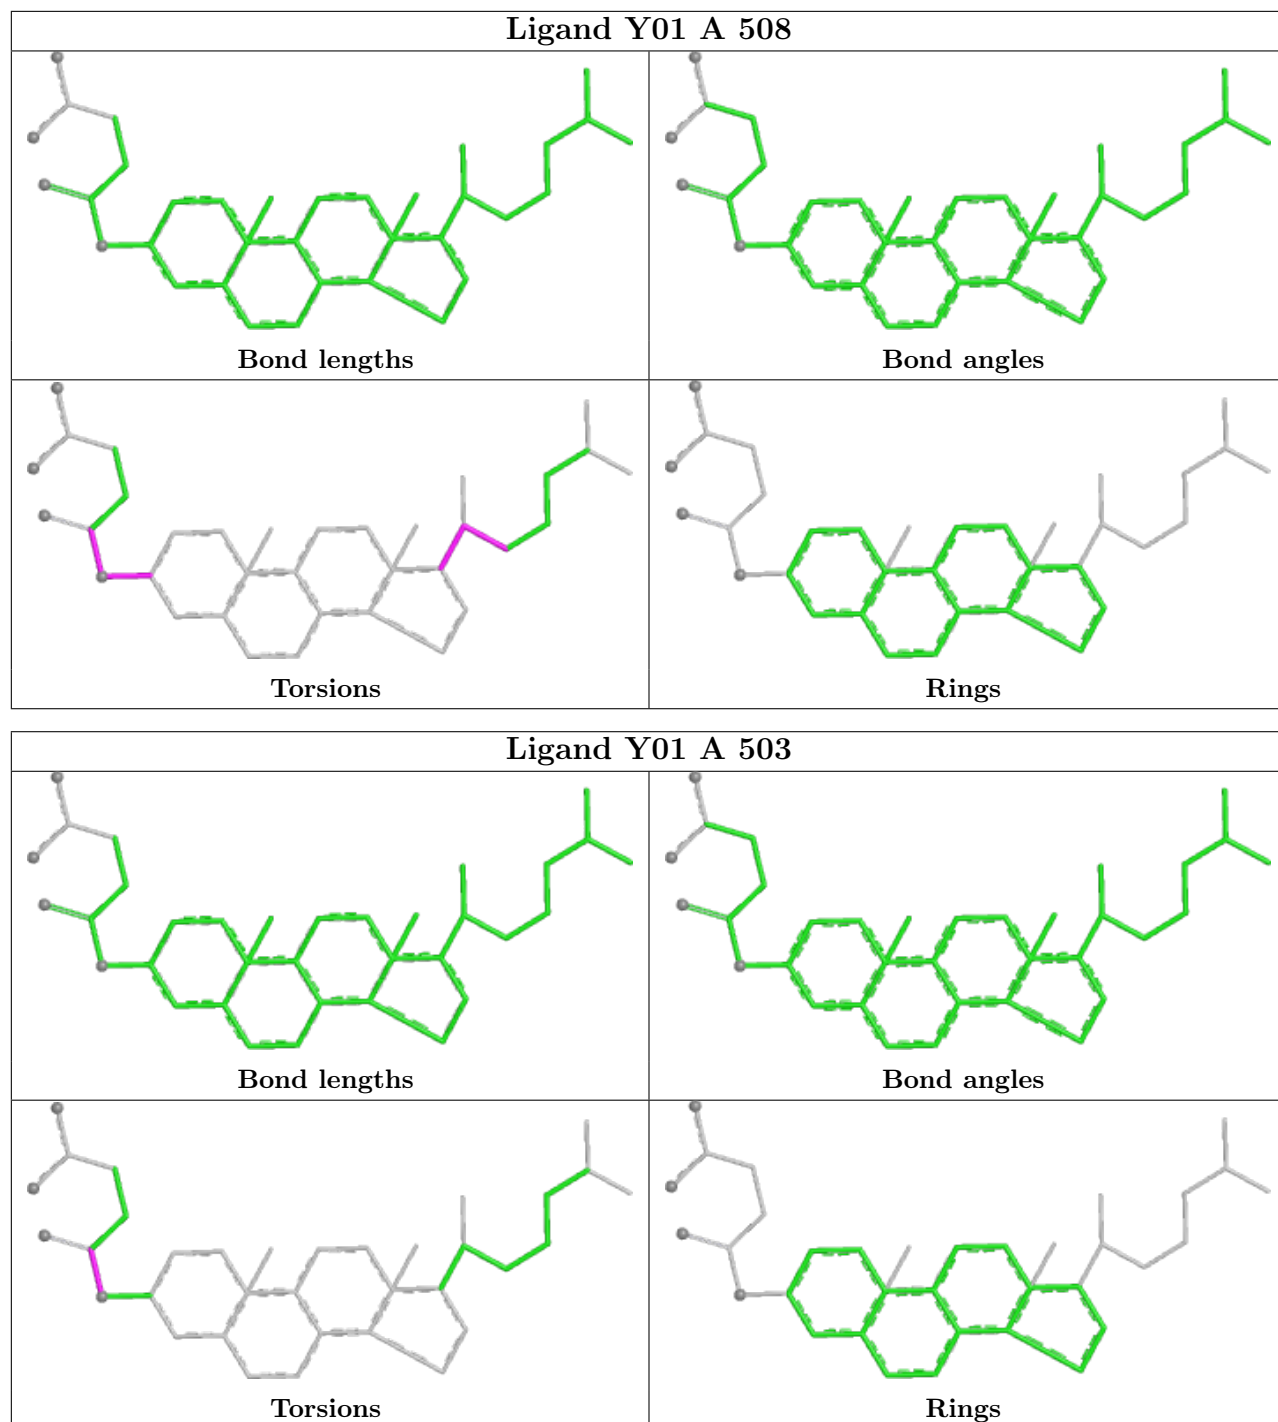 Ligand Y01 A 508
Bond lengths
Bond angles
Torsions
Rings
Ligand Y01 A 503
Bond lengths
Bond angles
Torsions
Rings